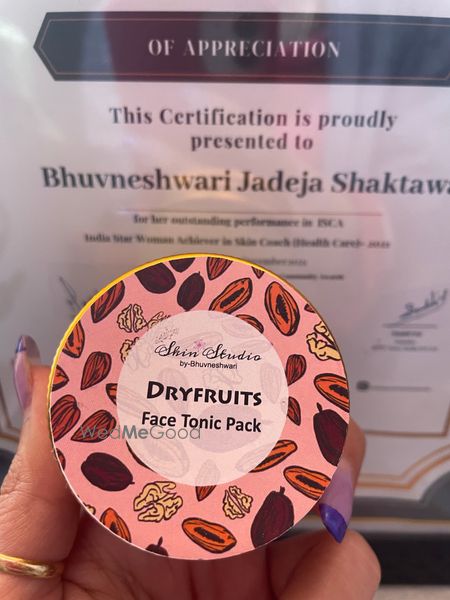 OF APPRECIATION
This Certification is proudly
presented to
Bhuvneshwari Jadeja Shaktawa
for her outstanding performance in ISCA
India Star Woman Achiever in Skin Coach (Health Care)- 2021
Skin Studio
by-Bhuvneshwari
DRYFRUITS
Face Tonic Pack
WedMeGood